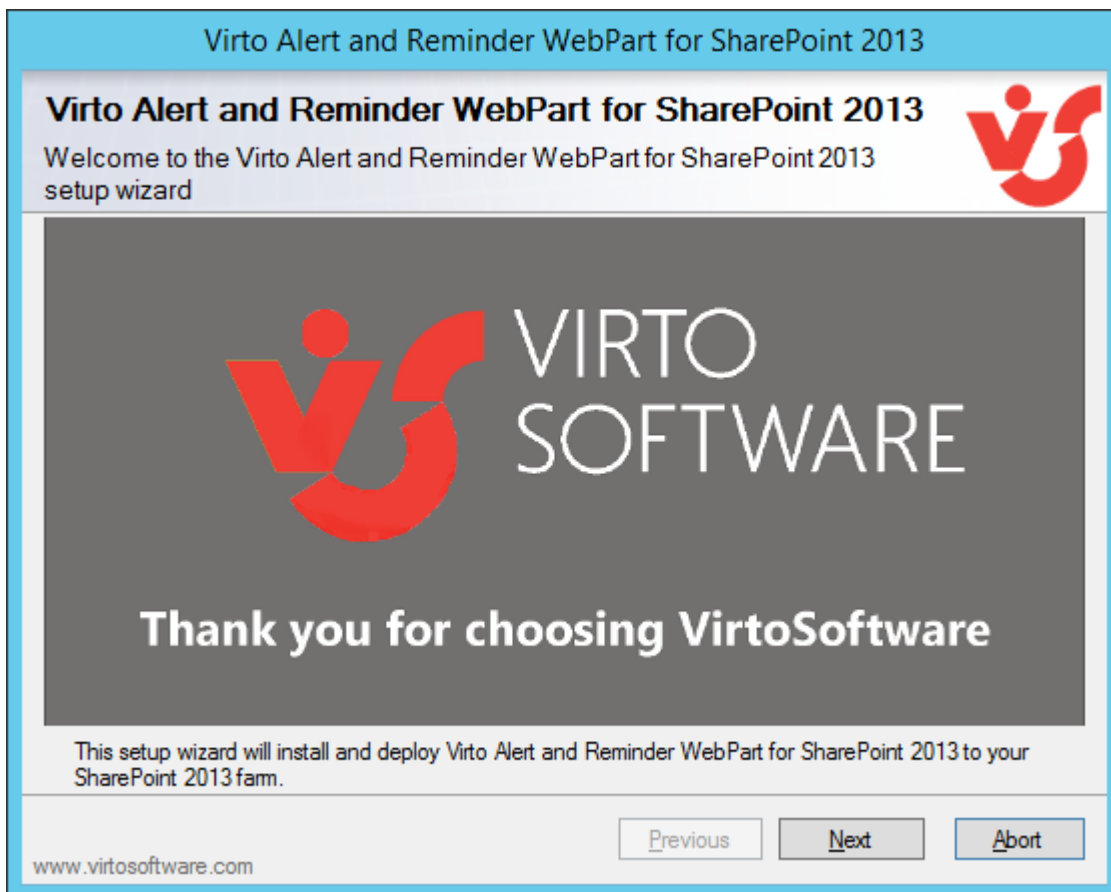 Virto Alert and Reminder WebPart for SharePoint 2013
Virto Alert and Reminder WebPart for SharePoint 2013
Welcome to the Virto Alert and Reminder WebPart for SharePoint 2013
setup wizard
VIRTO
SOFTWARE
Thank you for choosing VirtoSoftware
This setup wizard will install and deploy Virto Alert and Reminder WebPart for SharePoint 2013 to your
SharePoint 2013 farm.
Previous Next Abort
www.virtosoftware.com